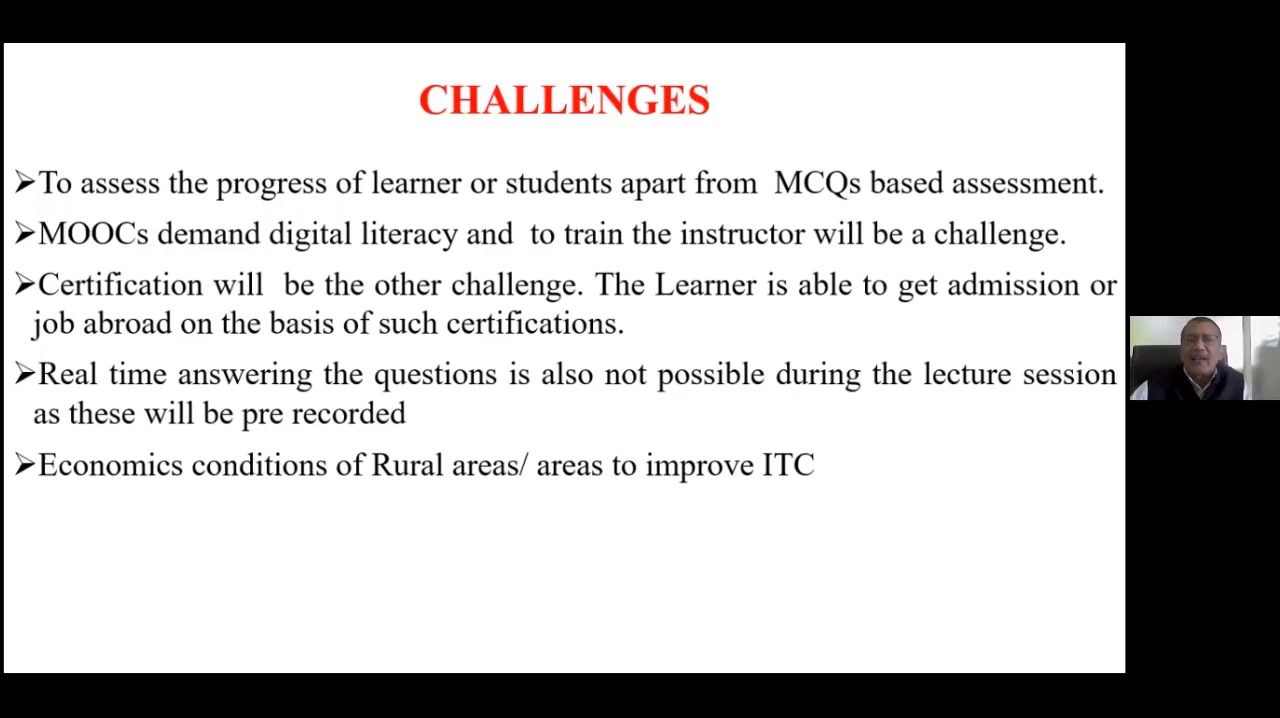 CHALLENGES
➢To assess the progress of learner or students apart from MCQs based assessment.
➢MOOCs demand digital literacy and to train the instructor will be a challenge.
➢Certification will be the other challenge. The Learner is able to get admission or
job abroad on the basis of such certifications.
➢Real time answering the questions is also not possible during the lecture session
as these will be pre recorded
➢Economics conditions of Rural areas/ areas to improve ITC